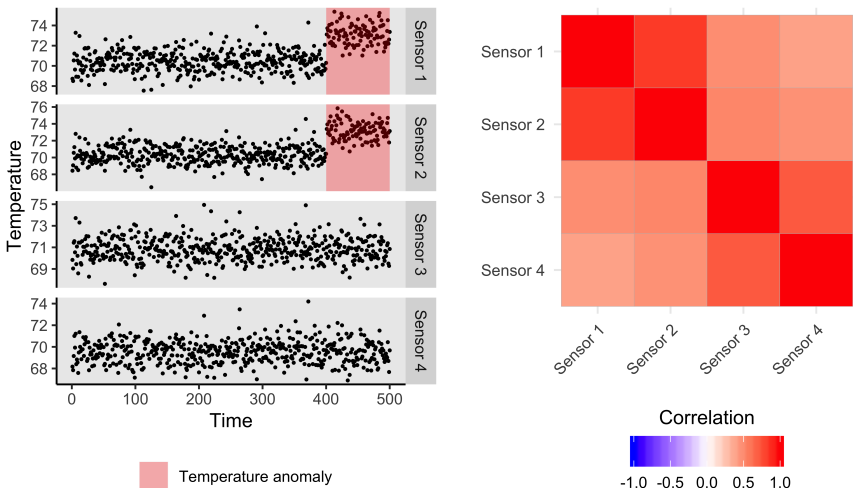 Temperature
74
72
70
68
Sensor 1
76
74
72
70
68
Sensor 2
75
73
71
69
Sensor 3
74
72
70
68
Sensor 4
0 100 200 300 400 500
Time
Temperature anomaly
Sensor 1
Sensor 2
Sensor 3
Sensor 4
Sensor 1 Sensor 2 Sensor 3 Sensor 4
Correlation
-1.0 -0.5 0.0 0.5 1.0